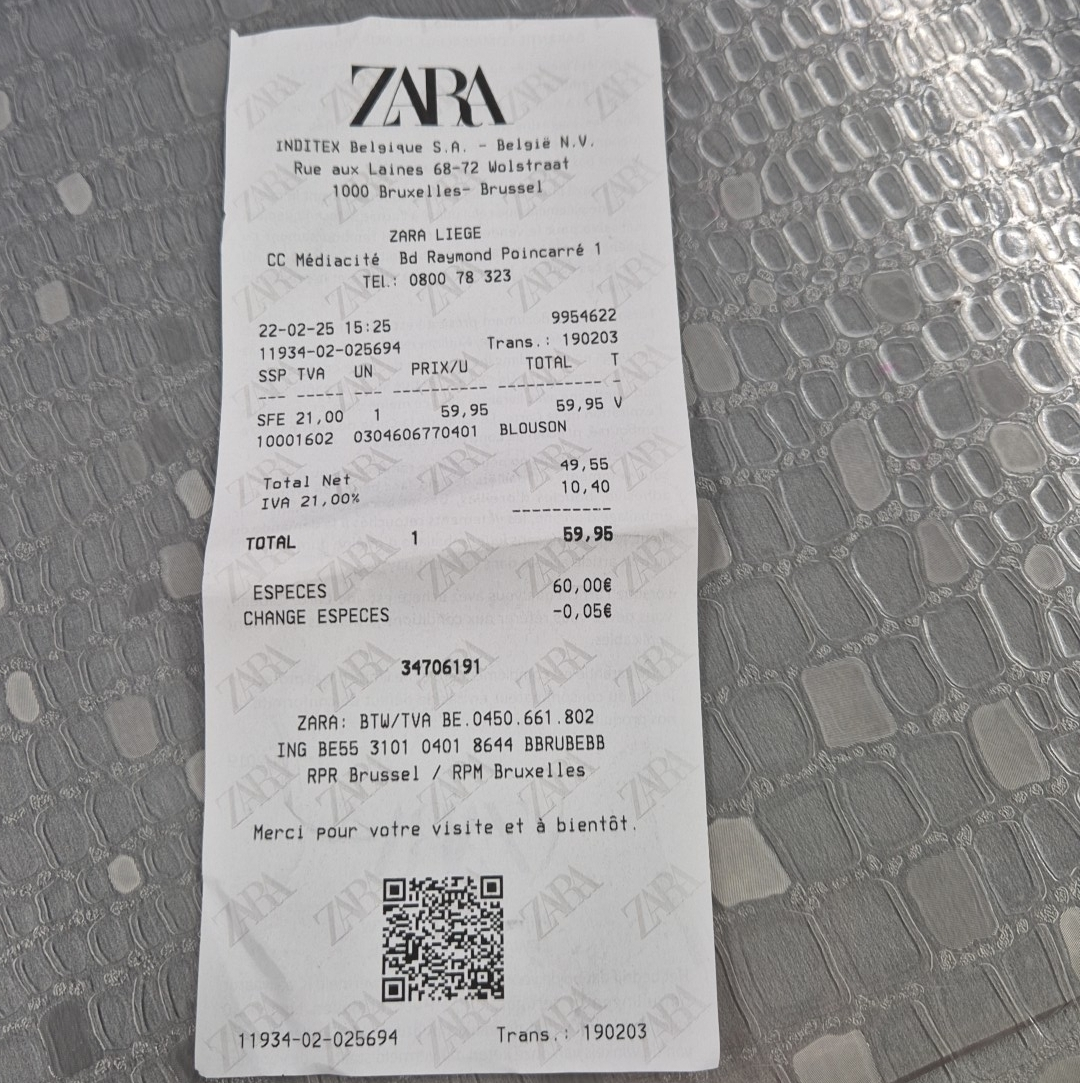 ZARA
INDITEX Belgique S.A. - België N.V.
Rue aux Laines 68-72 Wolstraat
1000 Bruxelles- Brussel
ZARA LIEGE
CC Médiacité Bd Raymond Poincarré 1
TEL.: 0800 78 323
22-02-25 15:25 9954622
11934-02-025694 Trans.: 190203
SSP TVA UN PRIX/U TOTAL T
SFE 21,00 1 59,95 59,95 V
10001602 0304606770401 BLOUSON
Total Net 49,55
IVA 21,00% 10,40
TOTAL 1 59,95
ESPECES 60,00€
CHANGE ESPECES -0,05€
34706191
ZARA: BTW/TVA BE.0450.661.802
ING BE55 3101 0401 8644 BBRUBEBB
RPR Brussel / RPM Bruxelles
Merci pour votre visite et à bientôt.
11934-02-025694 Trans.: 190203